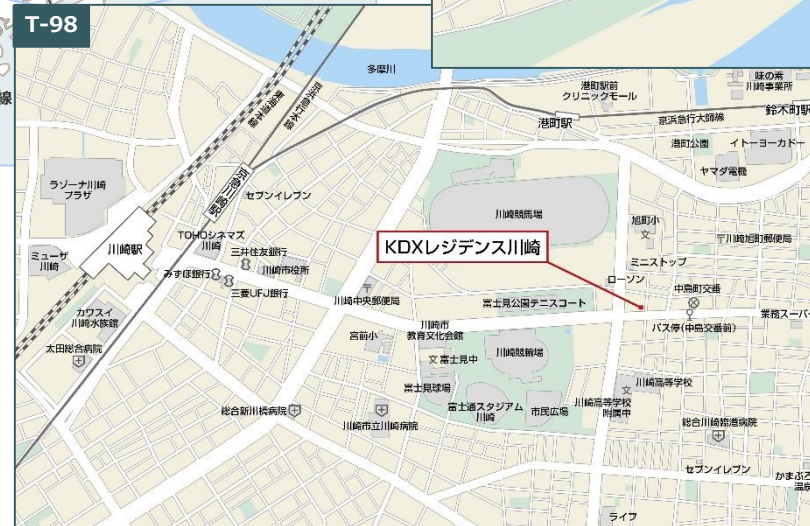 T-98
線
多摩川
港町駅前
クリニックモール
味の素
川崎事業所
東海道本線
京浜急行本線
港町駅
京浜急行大師線
鈴木町駅
港町公園
イトーヨーカドー
ヤマダ電機
ラゾーナ川崎
プラザ
京急川崎駅
セブンイレブン
川崎競馬場
旭町小
文
〒川崎旭町郵便局
川崎駅
TOHOシネマズ
川崎
KDXレジデンス川崎
ミューザ
川崎
三井住友銀行
みずほ銀行
川崎市役所
三菱UFJ銀行
ミニストップ
ローソン
中島町交番
川崎中央郵便局
富士見公園テニスコート
カワスイ
川崎水族館
川崎市
教育文化会館
宮前小
文
バス停(中島交番前)
業務スーパー
太田総合病院
文 富士見中
川崎競輪場
富士見球場
川崎高等学校
文
総合新川橋病院
川崎市立川崎病院
富士通スタジアム
川崎
市民広場
川崎高等学校
附属中
総合川崎臨港病院
セブンイレブン
かまぶろ
温泉
ライフ